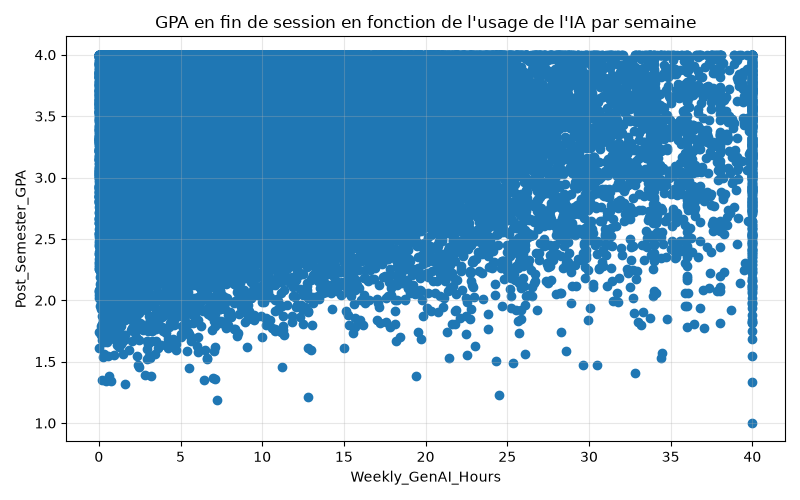 GPA en fin de session en fonction de l'usage de l'IA par semaine
Post_Semester_GPA
4.0
3.5
3.0
2.5
2.0
1.5
1.0
0 5 10 15 20 25 30 35 40
Weekly_GenAI_Hours